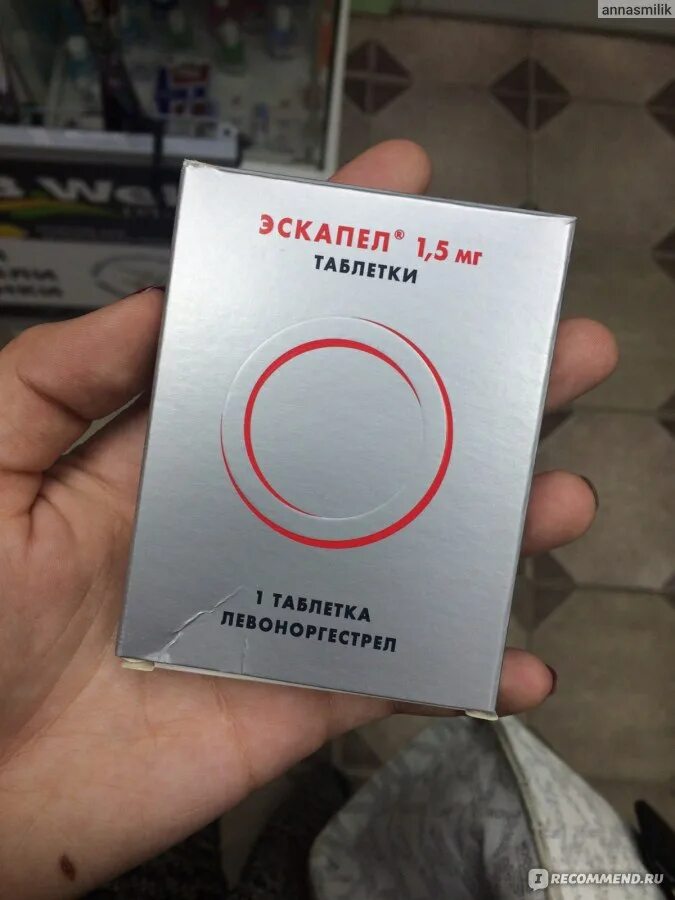 annasmilik
ЭСКАПЕЛ® 1,5 мг
ТАБЛЕТКИ
1 ТАБЛЕТКА
ЛЕВОНОРГЕСТРЕЛ
I RECOMMEND.RU